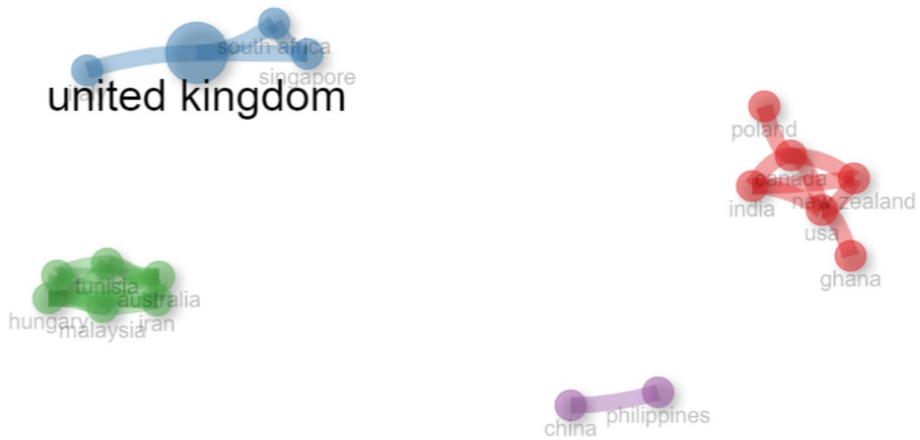 south africa
singapore
united kingdom
poland
canada
india
new zealand
usa
ghana
tunisia
australia
hungary
malaysia
iran
china
philippines